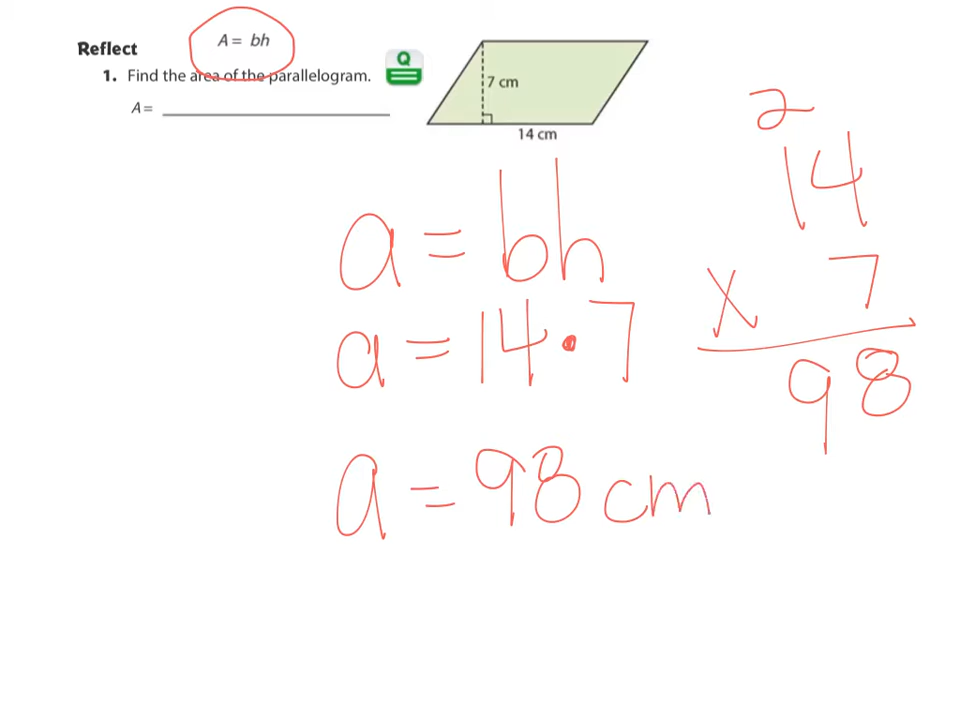 A = bh
Reflect
1. Find the area of the parallelogram.
Q
A =
7 cm
14 cm
a = bh
a = 14 • 7
a = 98 cm
2
14
x 7
98